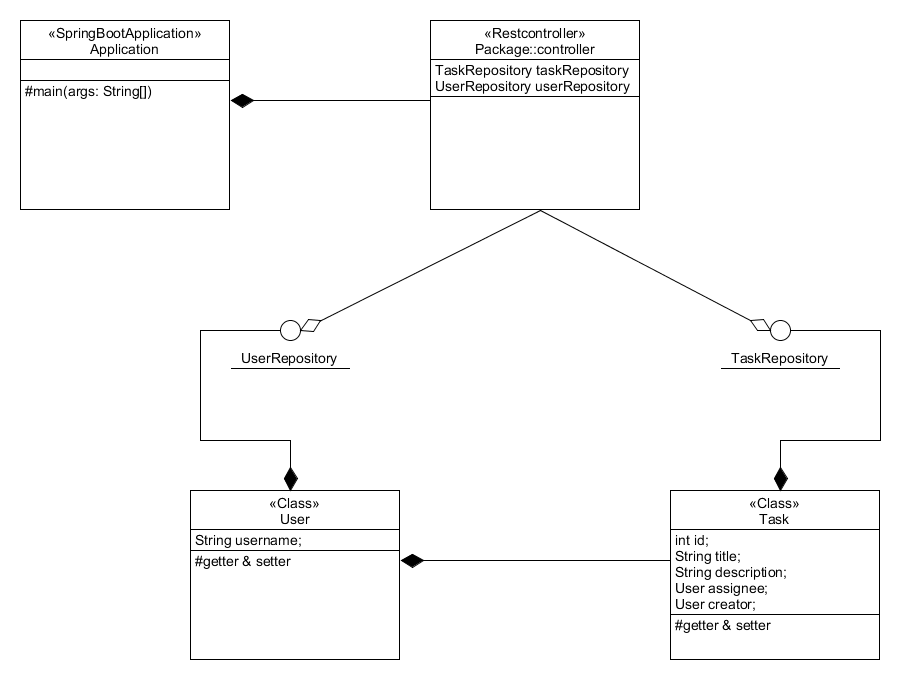 «SpringBootApplication»
Application
#main(args: String[])
«Restcontroller»
Package::controller
TaskRepository taskRepository
UserRepository userRepository
UserRepository
TaskRepository
«Class»
User
String username;
#getter & setter
«Class»
Task
int id;
String title;
String description;
User assignee;
User creator;
#getter & setter